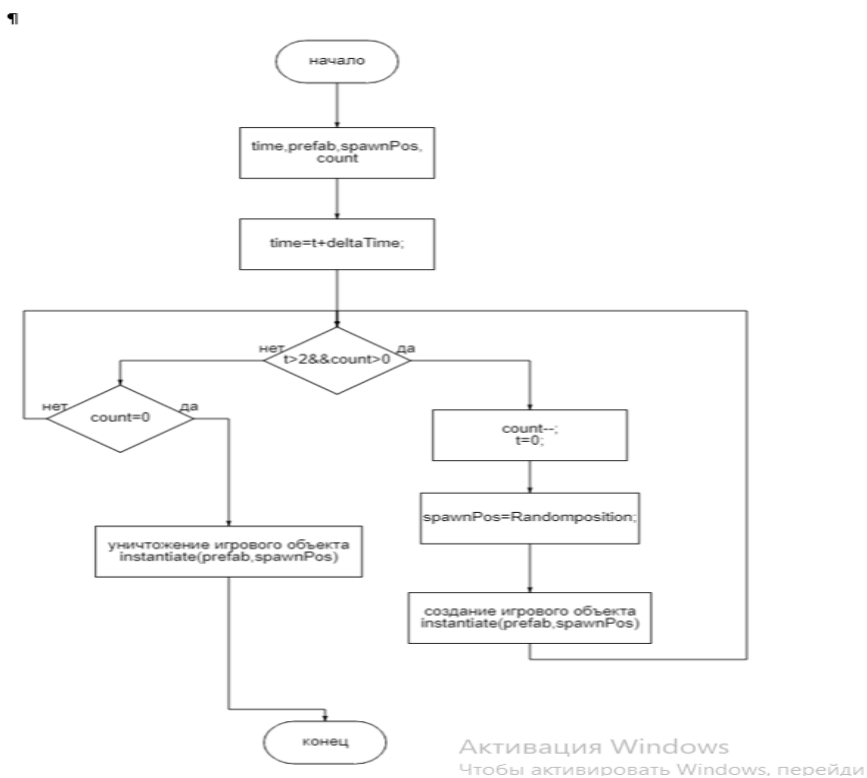 ¶
начало
time,prefab,spawnPos,
count
time=t+deltaTime;
нет
t>2&&count>0
да
нет
count=0
да
count--;
t=0;
spawnPos=Randomposition;
уничтожение игрового объекта
instantiate(prefab,spawnPos)
создание игрового объекта
instantiate(prefab,spawnPos)
конец
Активация Windows
Чтобы активировать Windows, перейди